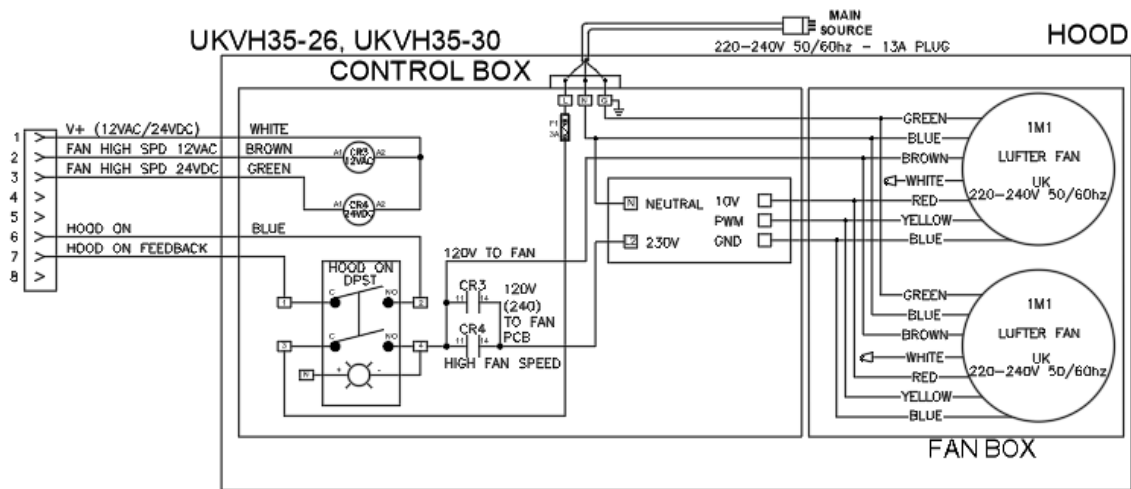 MAIN
SOURCE
UKVH35-26, UKVH35-30
220-240V 50/60hz - 13A PLUG
HOOD
CONTROL BOX
L N G
F1
3A
1 V+ (12VAC/24VDC) WHITE
2 FAN HIGH SPD 12VAC BROWN
A1 CR3 A2
12VAC
3 FAN HIGH SPD 24VDC GREEN
4
A1 CR4 A2
24VDC
5
6 HOOD ON BLUE
7 HOOD ON FEEDBACK
8
HOOD ON
DPST
1 C NO 2
3 C NO 4
N + -
120V TO FAN
CR3
11 14
CR4
11 14
HIGH FAN SPEED
120V
(240)
TO FAN
PCB
N NEUTRAL 10V
PWM
L2 230V GND
GREEN
BLUE
BROWN
WHITE
RED
YELLOW
BLUE
1M1
LUFTER FAN
UK
220-240V 50/60hz
GREEN
BLUE
BROWN
WHITE
RED
YELLOW
BLUE
1M1
LUFTER FAN
UK
220-240V 50/60hz
FAN BOX